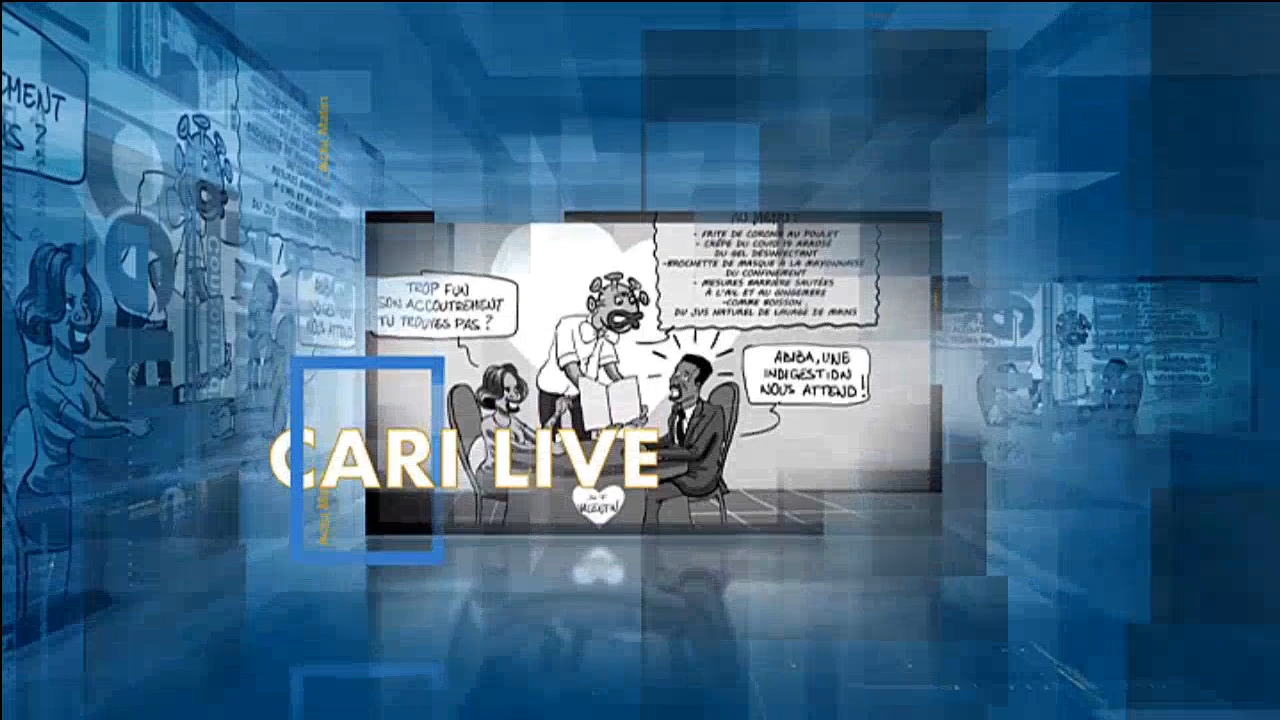 AU MENU :
- FRITE DE CORONA AU POULET
- CRÊPE DU COVID 19 ARROSÉ
DU GEL DÉSINFECTANT
-BROCHETTE DE MASQUE À LA MAYONNAISE
DU CONFINEMENT
- MESURES BARRIÈRE SAUTÉES
À L'AIL ET AU GINGEMBRE
-COMME BOISSON
DU JUS NATUREL DE LAVAGE DE MAINS
TROP FUN
SON ACCOUTREMENT
TU TROUVES PAS ?
ABIBA, UNE
INDIGESTION
NOUS ATTEND !
CARI LIVE
VALENTIN